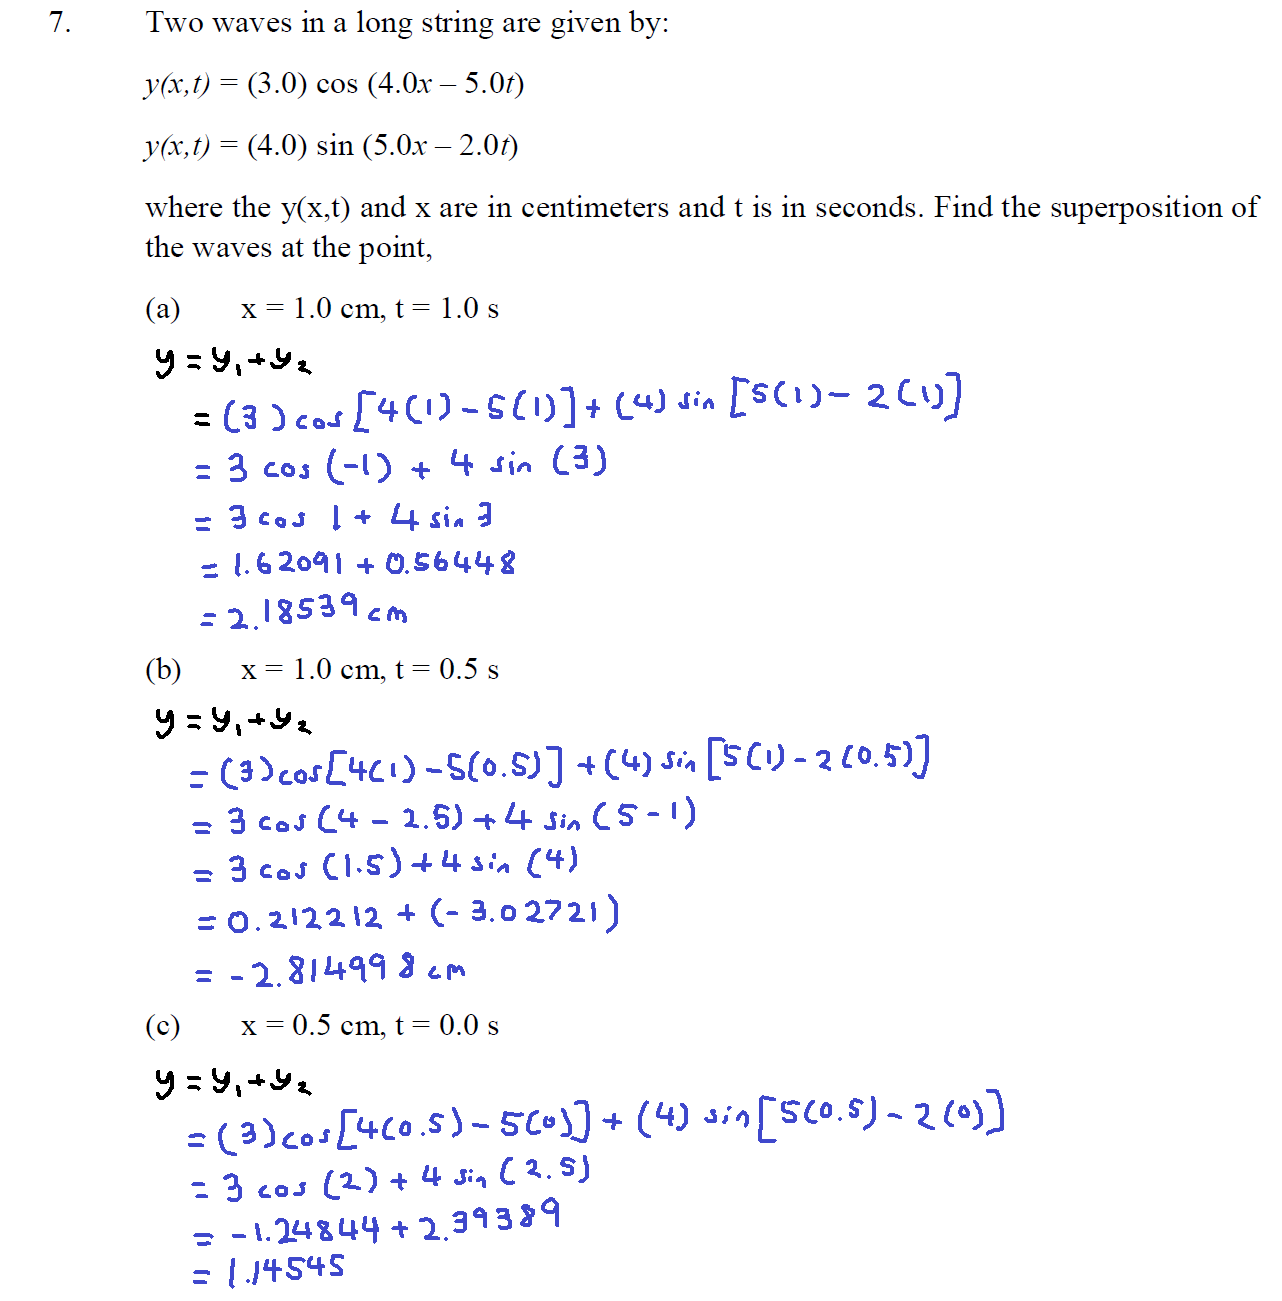 7. Two waves in a long string are given by:
y(x,t) = (3.0) cos (4.0x – 5.0t)
y(x,t) = (4.0) sin (5.0x – 2.0t)
where the y(x,t) and x are in centimeters and t is in seconds. Find the superposition of
the waves at the point,
(a) x = 1.0 cm, t = 1.0 s
y = y₁ + y₂
= (3) cos [4(1) - 5(1)] + (4) sin [5(1) - 2(1)]
= 3 cos (-1) + 4 sin (3)
= 3 cos 1 + 4 sin 3
= 1.62091 + 0.56448
= 2.18539 cm
(b) x = 1.0 cm, t = 0.5 s
y = y₁ + y₂
= (3) cos [4(1) - 5(0.5)] + (4) sin [5(1) - 2(0.5)]
= 3 cos (4 - 2.5) + 4 sin (5 - 1)
= 3 cos (1.5) + 4 sin (4)
= 0.212212 + (-3.02721)
= -2.814998 cm
(c) x = 0.5 cm, t = 0.0 s
y = y₁ + y₂
= (3) cos [4(0.5) - 5(0)] + (4) sin [5(0.5) - 2(0)]
= 3 cos (2) + 4 sin (2.5)
= -1.24844 + 2.39389
= 1.14545